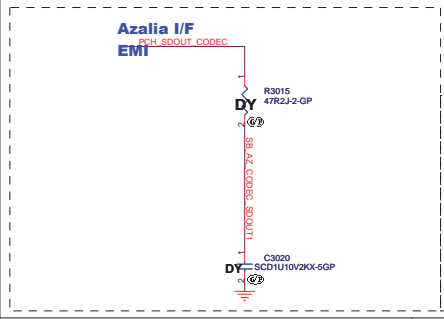 Azalia I/F
EMI
PCH_SDOUT_CODEC
1
R3015
47R2J-2-GP
DY
2
G/P
SB_AZ_CODEC_SDOUT1
1
C3020
SCD1U10V2KX-5GP
DY
2
G/P